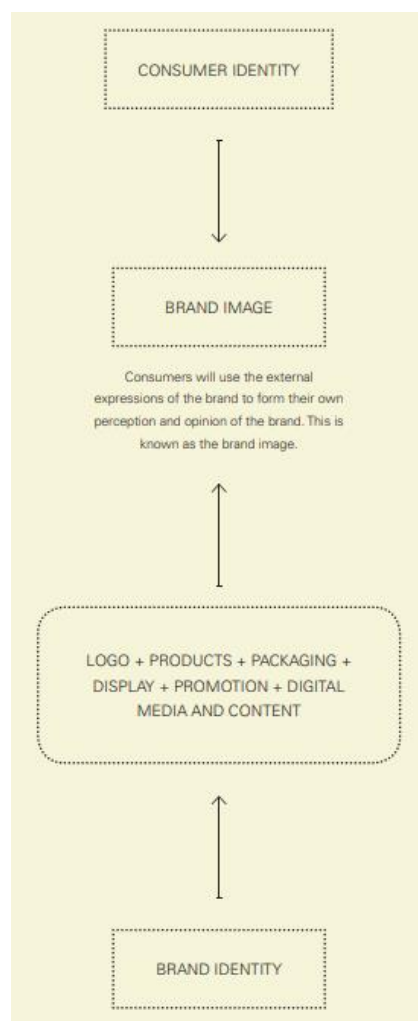 CONSUMER IDENTITY
BRAND IMAGE
Consumers will use the external
expressions of the brand to form their own
perception and opinion of the brand. This is
known as the brand image.
LOGO + PRODUCTS + PACKAGING +
DISPLAY + PROMOTION + DIGITAL
MEDIA AND CONTENT
BRAND IDENTITY